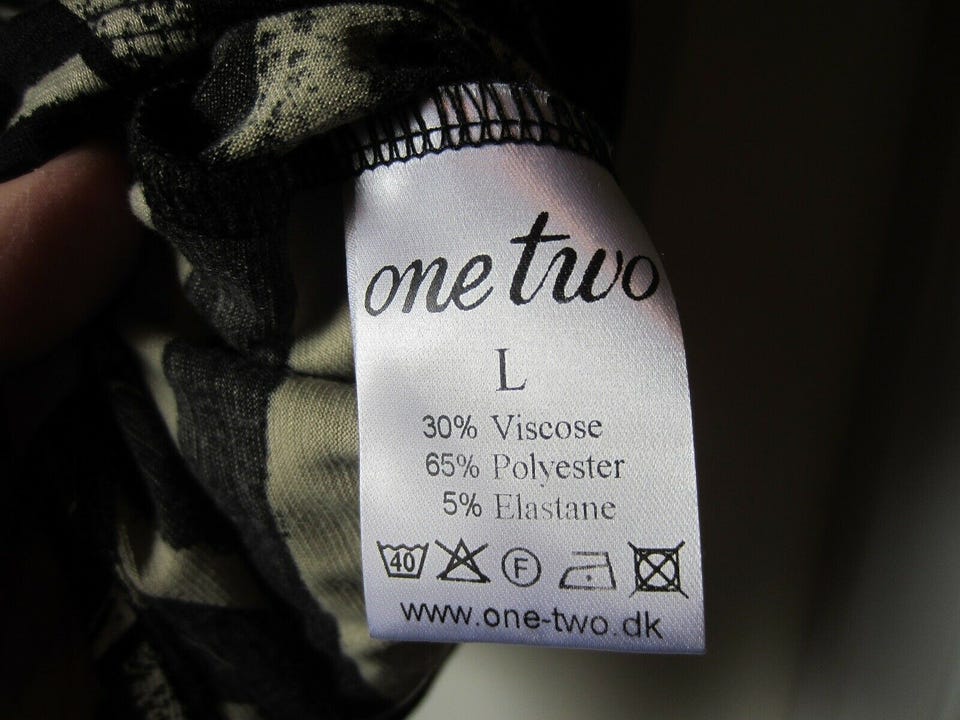 one two
L
30% Viscose
65% Polyester
5% Elastane
40 F
www.one-two.dk